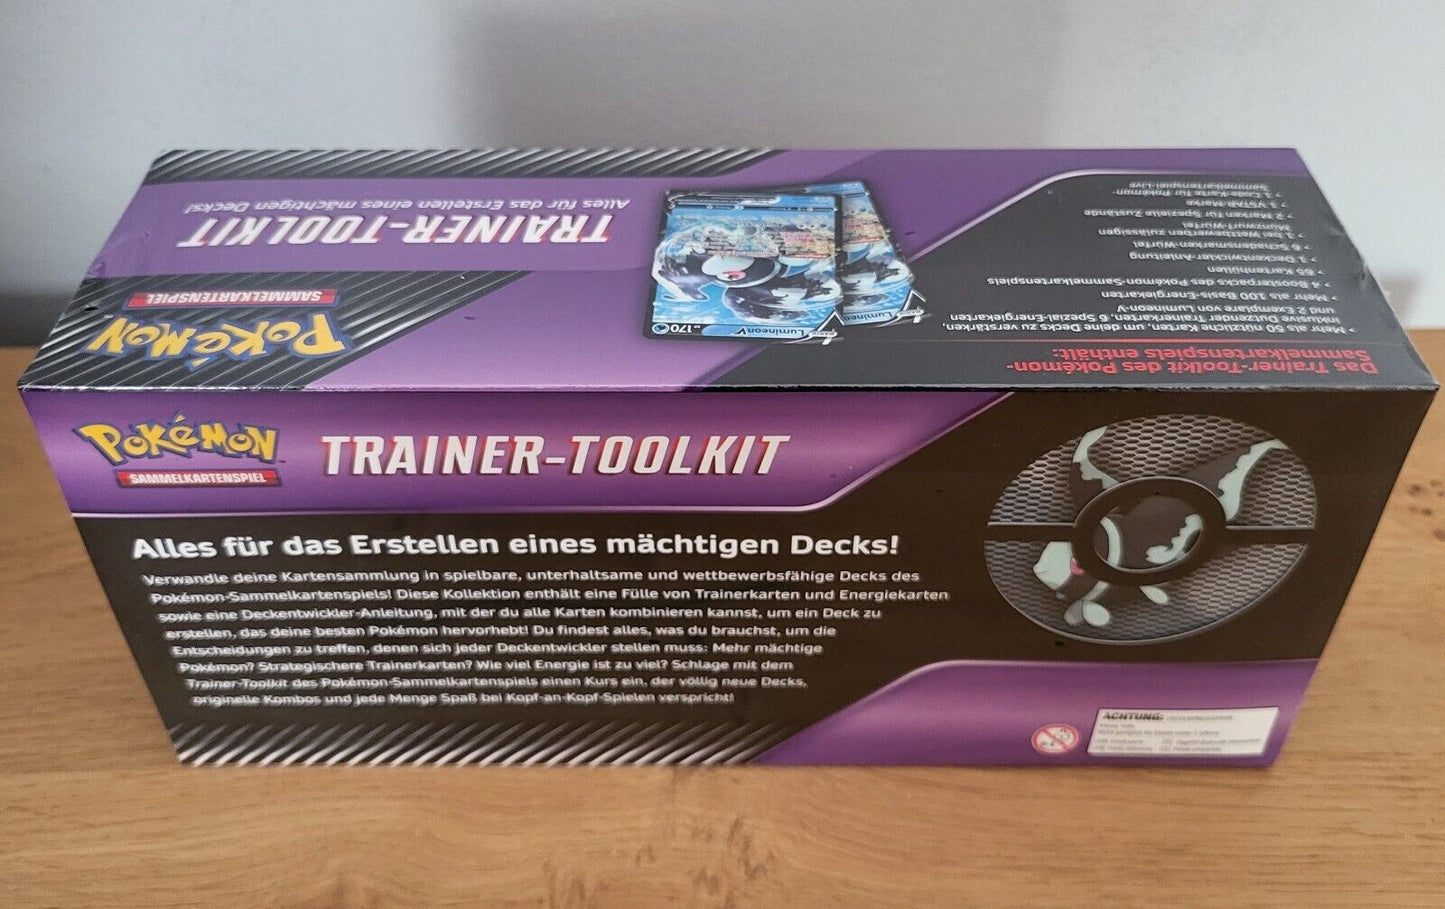 Pokémon
SAMMELKARTENSPIEL
TRAINER-TOOLKIT
Alles für das Erstellen eines mächtigen Decks!
Das Trainer-Toolkit des Pokémon-
Sammelkartenspiels enthält:
• Mehr als 50 nützliche Karten, um deine Decks zu verstärken,
inklusive Dutzender Trainerkarten, 6 Spezial-Energiekarten
und 2 Exemplare von Lumineon-V
• Mehr als 100 Basis-Energiekarten
• 4 Boosterpacks des Pokémon-Sammelkartenspiels
• 65 Kartenhüllen
• 1 Deckentwickler-Anleitung
• 6 Schadensmarken-Würfel
• 1 bei Wettbewerben zulässigen
Münzwurf-Würfel
• 2 Marken für Spezielle Zustände
• 1 VSTAR-Marke
• 1 Code-Karte für Pokémon-
Sammelkartenspiel-Live
Lumineon V
170
Lumineon V
Pokémon
SAMMELKARTENSPIEL
TRAINER-TOOLKIT
Alles für das Erstellen eines mächtigen Decks!
Verwandle deine Kartensammlung in spielbare, unterhaltsame und wettbewerbsfähige Decks des
Pokémon-Sammelkartenspiels! Diese Kollektion enthält eine Fülle von Trainerkarten und Energiekarten
sowie eine Deckentwickler-Anleitung, mit der du alle Karten kombinieren kannst, um ein Deck zu
erstellen, das deine besten Pokémon hervorhebt! Du findest alles, was du brauchst, um die
Entscheidungen zu treffen, denen sich jeder Deckentwickler stellen muss: Mehr mächtige
Pokémon? Strategischere Trainerkarten? Wie viel Energie ist zu viel? Schlage mit dem
Trainer-Toolkit des Pokémon-Sammelkartenspiels einen Kurs ein, der völlig neue Decks,
originelle Kombos und jede Menge Spaß bei Kopf-an-Kopf-Spielen verspricht!
ACHTUNG: